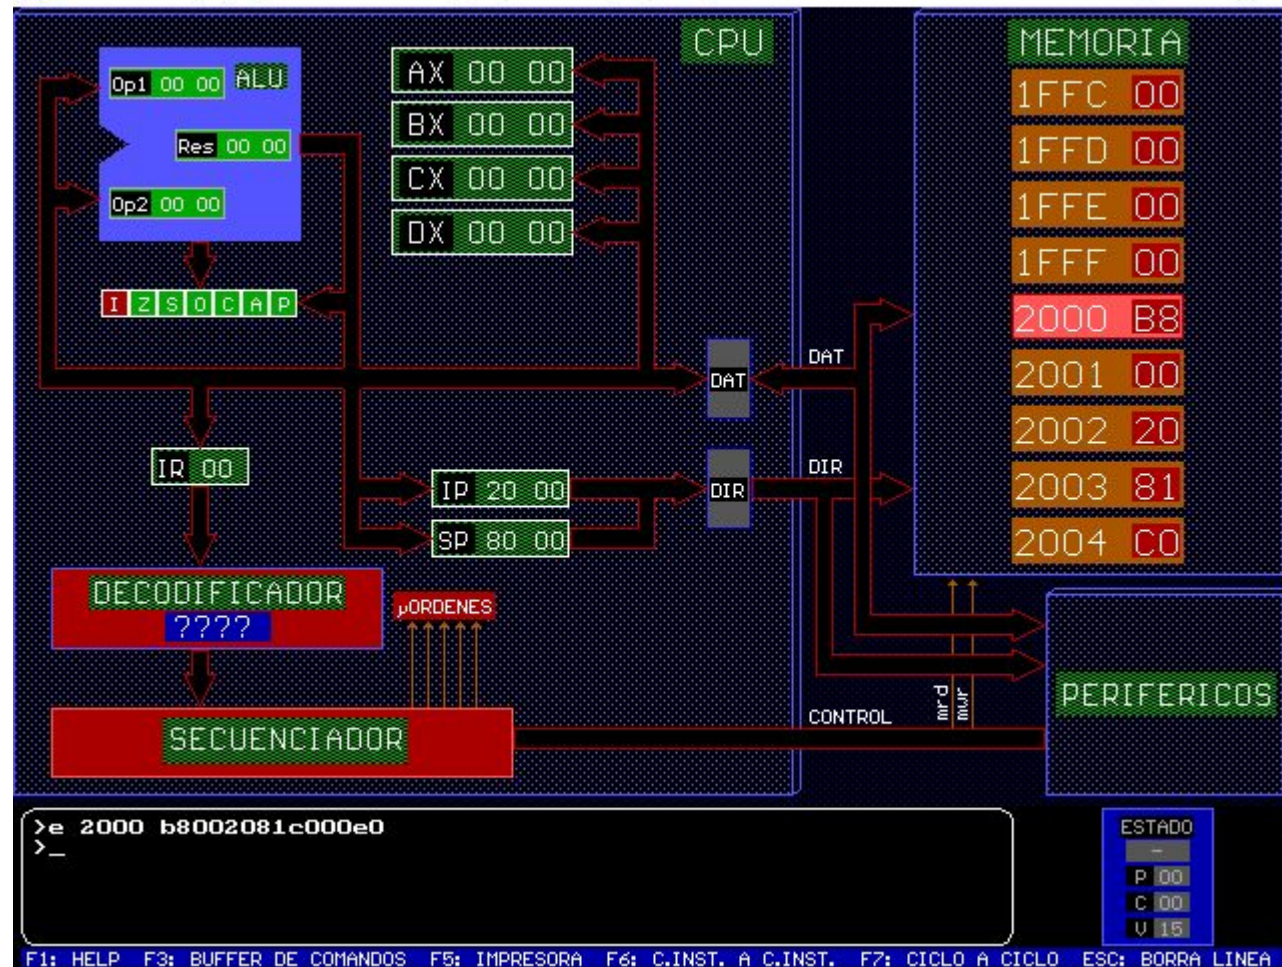 CPU
Op1 00 00 ALU
Res 00 00
Op2 00 00
I Z S O C A P
AX 00 00
BX 00 00
CX 00 00
DX 00 00
IR 00
DECODIFICADOR
????
SECUENCIADOR
µORDENES
IP 20 00
SP 80 00
DAT
DIR
DAT
DIR
CONTROL
mrd
mwr
MEMORIA
1FFC 00
1FFD 00
1FFE 00
1FFF 00
2000 B8
2001 00
2002 20
2003 81
2004 C0
PERIFERICOS
>e 2000 b8002081c000e0
>_
ESTADO
-
P 00
C 00
V 15
F1: HELP F3: BUFFER DE COMANDOS F5: IMPRESORA F6: C.INST. A C.INST. F7: CICLO A CICLO ESC: BORRA LINEA